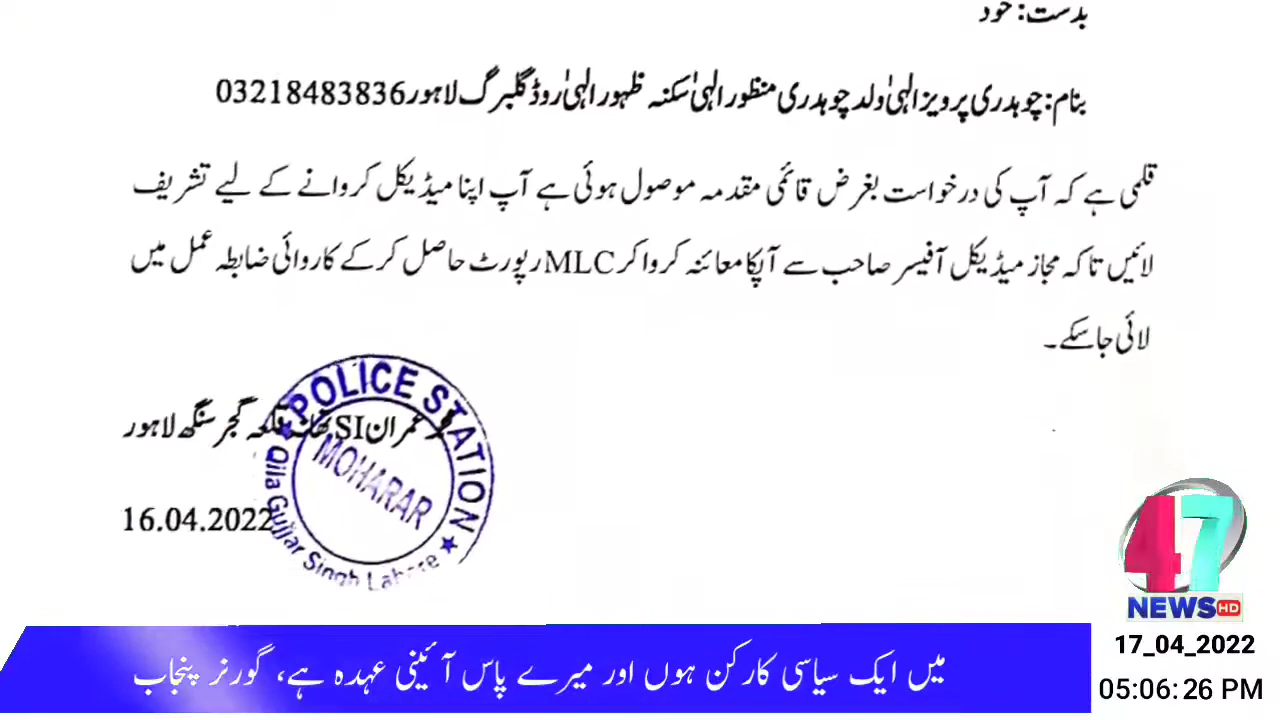 بدست: خود
بنام: چوہدری پرویز الہیٰ ولد چوہدری منظور الہیٰ سکنہ ظہور الہیٰ روڈ گلبرگ لاہور 03218483836
قلمی ہے کہ آپ کی درخواست بغرض قائمی مقدمہ موصول ہوئی ہے آپ اپنا میڈیکل کروانے کے لیے تشریف
لائیں تاکہ مجاز میڈیکل آفیسر صاحب سے آپکا معائنہ کرواکر MLC رپورٹ حاصل کرکے کاروائی ضابطہ عمل میں
لائی جاسکے۔
عمران SI تھانہ قلعہ گجر سنگھ لاہور
16.04.2022
POLICE STATION
MOHARAR
Qila Gujjar Singh Lahore
47
NEWS HD
میں ایک سیاسی کارکن ہوں اور میرے پاس آئینی عہدہ ہے، گورنر پنجاب
17_04_2022
05:06:26 PM